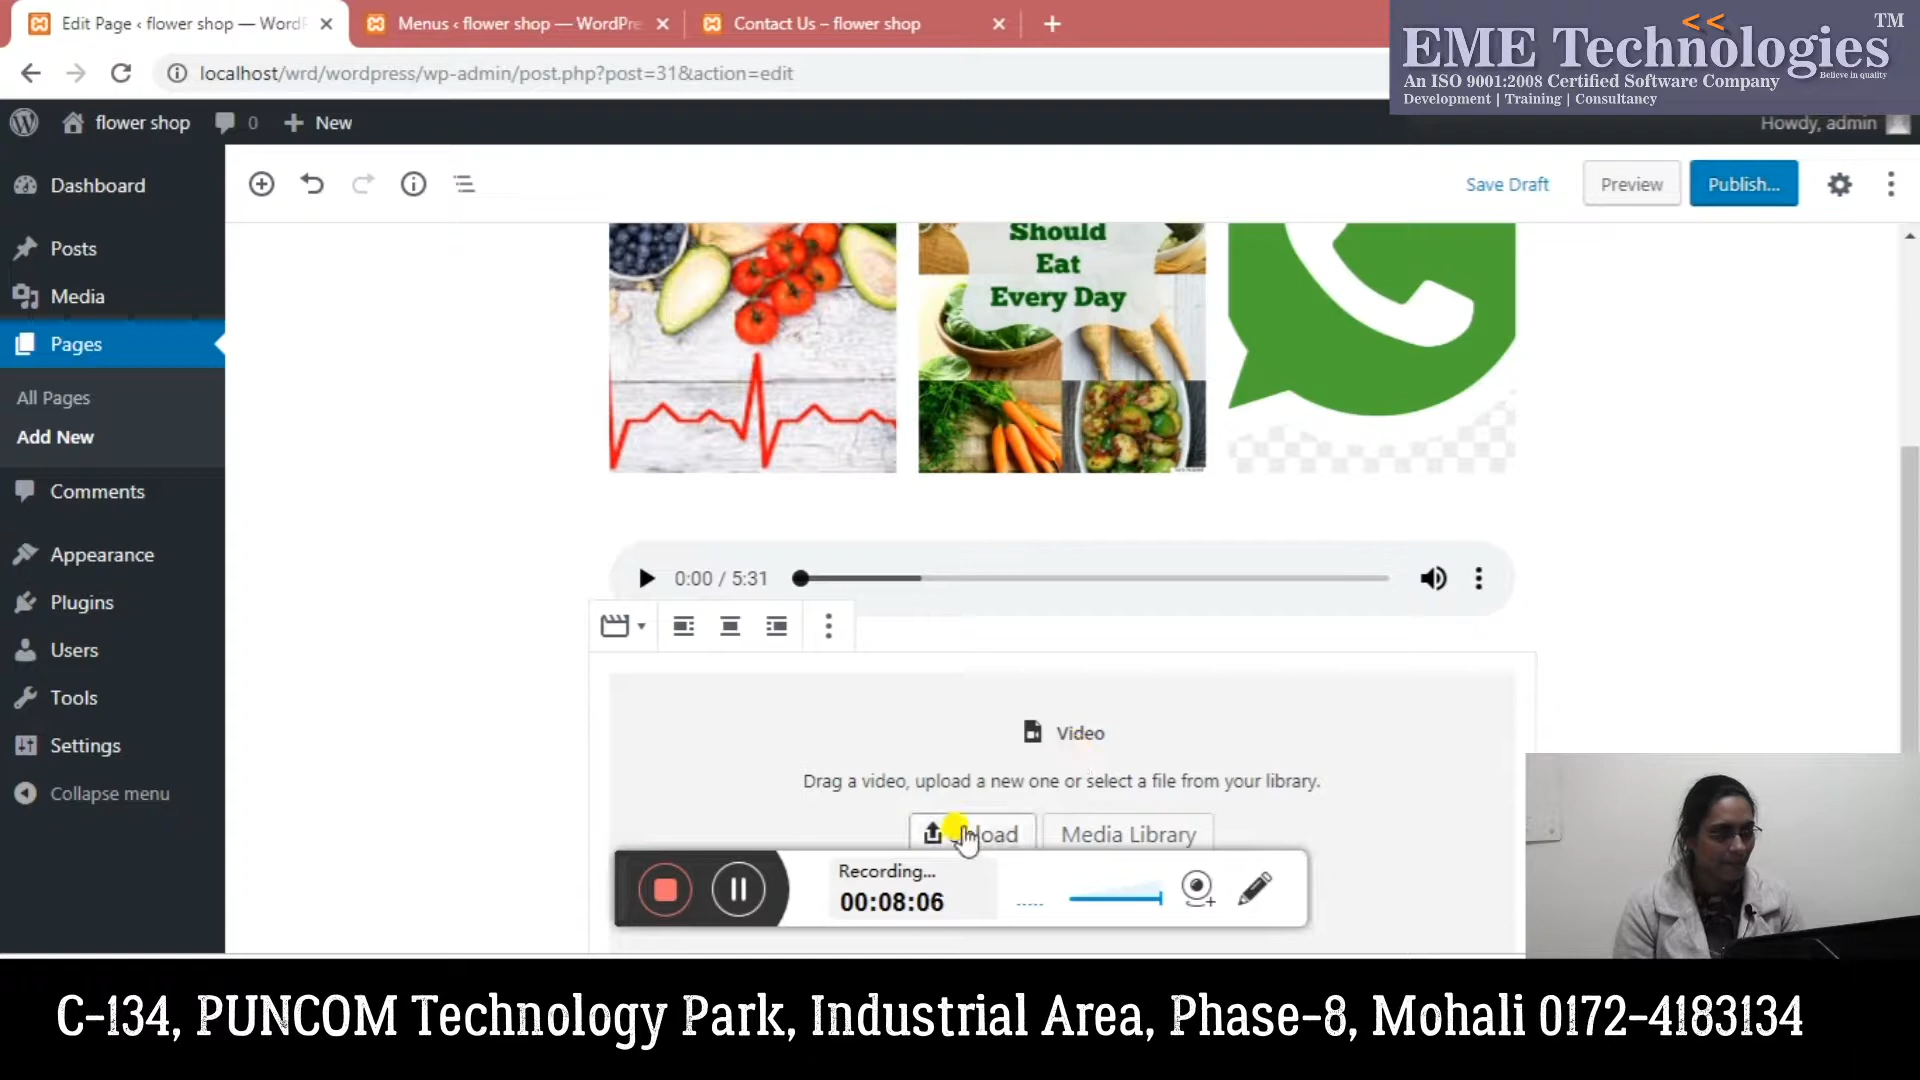 Edit Page ‹ flower shop — WordF
Menus ‹ flower shop — WordPre
Contact Us – flower shop
<<
TM
EME Technologies
Believe in quality
An ISO 9001:2008 Certified Software Company
Development | Training | Consultancy
localhost/wrd/wordpress/wp-admin/post.php?post=31&action=edit
flower shop
0
New
Howdy, admin
Dashboard
Posts
Media
Pages
All Pages
Add New
Comments
Appearance
Plugins
Users
Tools
Settings
Collapse menu
Save Draft
Preview
Publish...
Should
Eat
Every Day
0:00 / 5:31
Video
Drag a video, upload a new one or select a file from your library.
Media Library
Recording...
00:08:06
C-134, PUNCOM Technology Park, Industrial Area, Phase-8, Mohali 0172-4183134